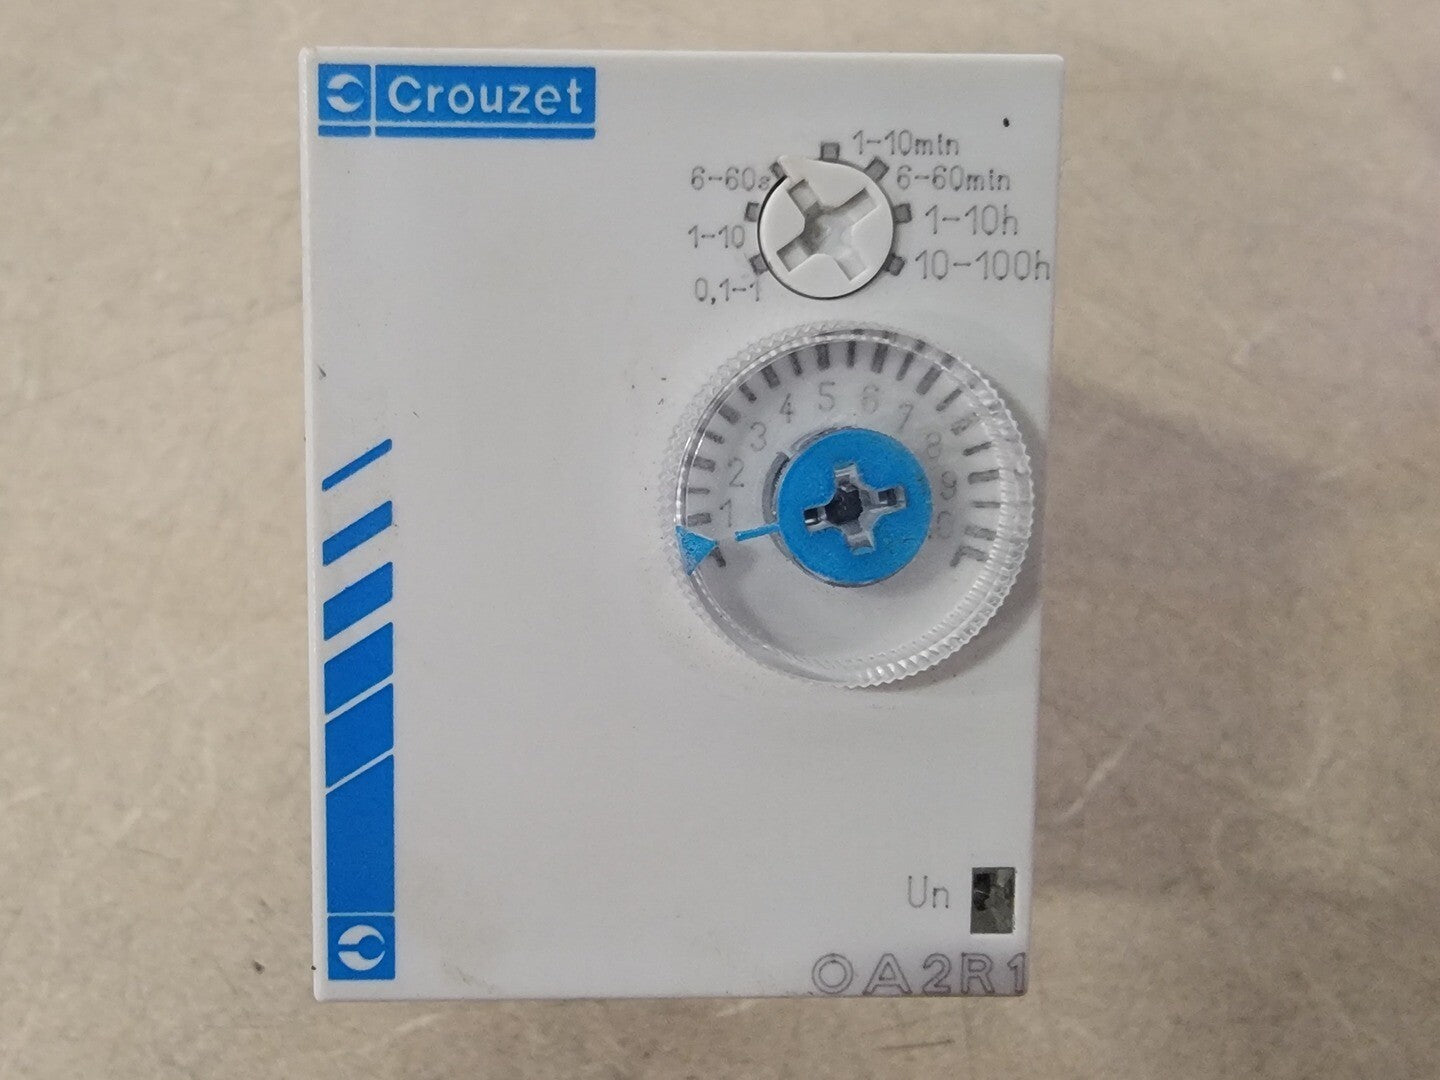 Crouzet
1-10min
6-60s
6-60min
1-10
1-10h
0,1-1
10-100h
1
2
3
4
5
6
7
8
9
Un
OA2R1